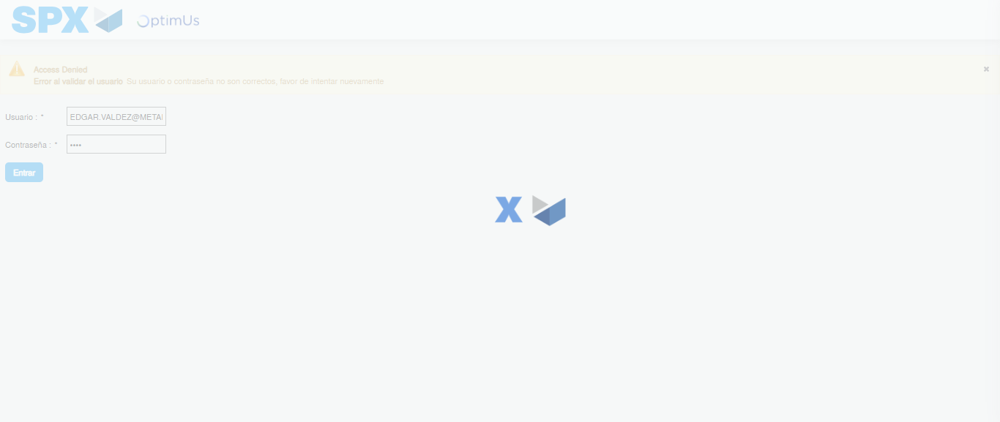 SPX OptimUs
Access Denied
Error al validar el usuario Su usuario o contraseña no son correctos, favor de intentar nuevamente
Usuario : * EDGAR.VALDEZ@META
Contraseña : * ••••
Entrar
X